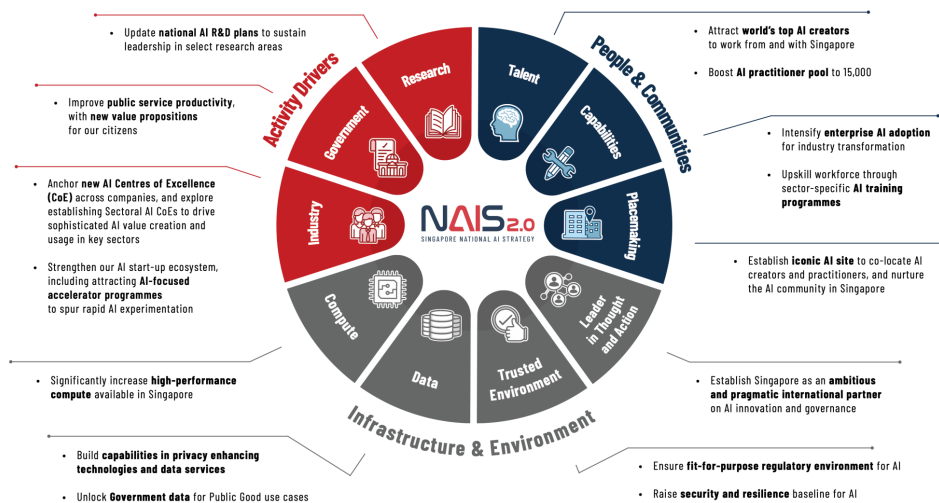 Activity Drivers
People & Communities
Infrastructure & Environment
NAIS 2.0
SINGAPORE NATIONAL AI STRATEGY
Research
• Update national AI R&D plans to sustain
leadership in select research areas
Government
• Improve public service productivity,
with new value propositions
for our citizens
Industry
• Anchor new AI Centres of Excellence
(CoE) across companies, and explore
establishing Sectoral AI CoEs to drive
sophisticated AI value creation and
usage in key sectors
• Strengthen our AI start-up ecosystem,
including attracting AI-focused
accelerator programmes
to spur rapid AI experimentation
Talent
• Attract world's top AI creators
to work from and with Singapore
• Boost AI practitioner pool to 15,000
Capabilities
• Intensify enterprise AI adoption
for industry transformation
• Upskill workforce through
sector-specific AI training
programmes
Placemaking
• Establish iconic AI site to co-locate AI
creators and practitioners, and nurture
the AI community in Singapore
Compute
• Significantly increase high-performance
compute available in Singapore
Data
• Build capabilities in privacy enhancing
technologies and data services
• Unlock Government data for Public Good use cases
Trusted
Environment
• Ensure fit-for-purpose regulatory environment for AI
• Raise security and resilience baseline for AI
Leader
in Thought
and Action
• Establish Singapore as an ambitious
and pragmatic international partner
on AI innovation and governance